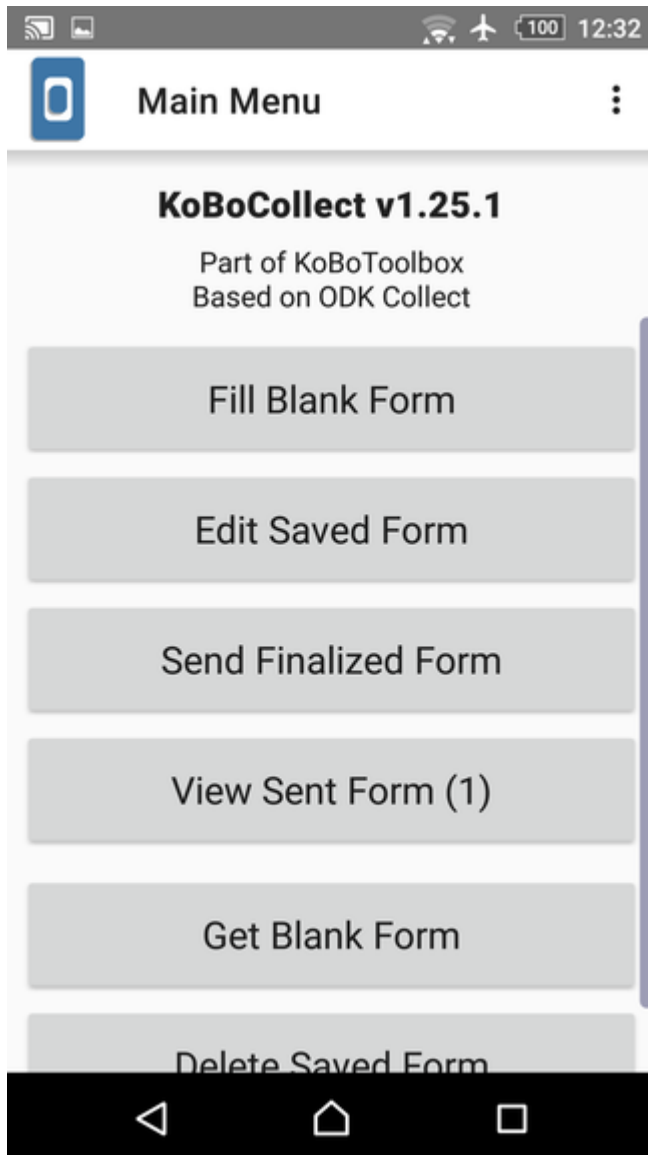 100 12:32
Main Menu
KoBoCollect v1.25.1
Part of KoBoToolbox
Based on ODK Collect
Fill Blank Form
Edit Saved Form
Send Finalized Form
View Sent Form (1)
Get Blank Form
Delete Saved Form